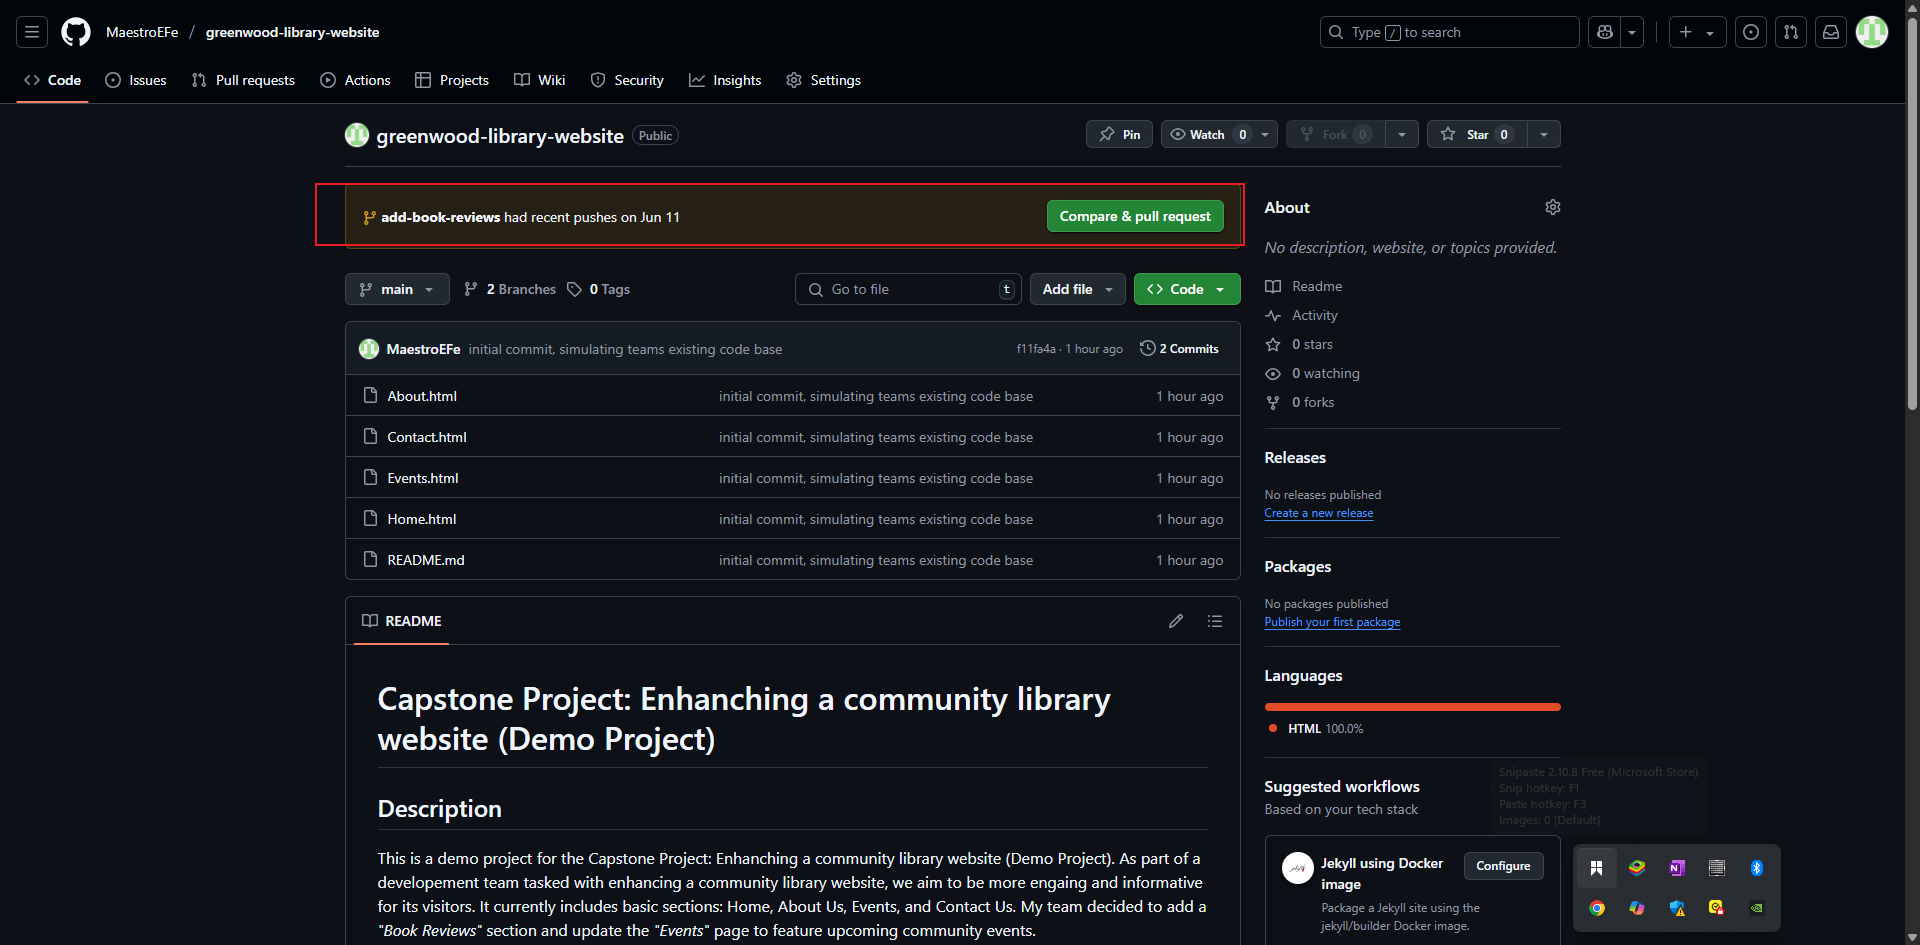 MaestroEFe / greenwood-library-website
Type / to search
Code Issues Pull requests Actions Projects Wiki Security Insights Settings
greenwood-library-website Public
Pin Watch 0 Fork 0 Star 0
add-book-reviews had recent pushes on Jun 11
Compare & pull request
main 2 Branches 0 Tags
Go to file t Add file Code
MaestroEFe initial commit, simulating teams existing code base f11fa4a · 1 hour ago 2 Commits
About.html initial commit, simulating teams existing code base 1 hour ago
Contact.html initial commit, simulating teams existing code base 1 hour ago
Events.html initial commit, simulating teams existing code base 1 hour ago
Home.html initial commit, simulating teams existing code base 1 hour ago
README.md initial commit, simulating teams existing code base 1 hour ago
README
Capstone Project: Enhanching a community library
website (Demo Project)
Description
This is a demo project for the Capstone Project: Enhanching a community library website (Demo Project). As part of a
developement team tasked with enhancing a community library website, we aim to be more engaing and informative
for its visitors. It currently includes basic sections: Home, About Us, Events, and Contact Us. My team decided to add a
"Book Reviews" section and update the "Events" page to feature upcoming community events.
About
No description, website, or topics provided.
Readme
Activity
0 stars
0 watching
0 forks
Releases
No releases published
Create a new release
Packages
No packages published
Publish your first package
Languages
HTML 100.0%
Suggested workflows
Based on your tech stack
Jekyll using Docker
image
Configure
Package a Jekyll site using the
jekyll/builder Docker image.
Snipaste 2.10.8 Free (Microsoft Store)
Snip hotkey: F1
Paste hotkey: F3
Images: 0 [Default]